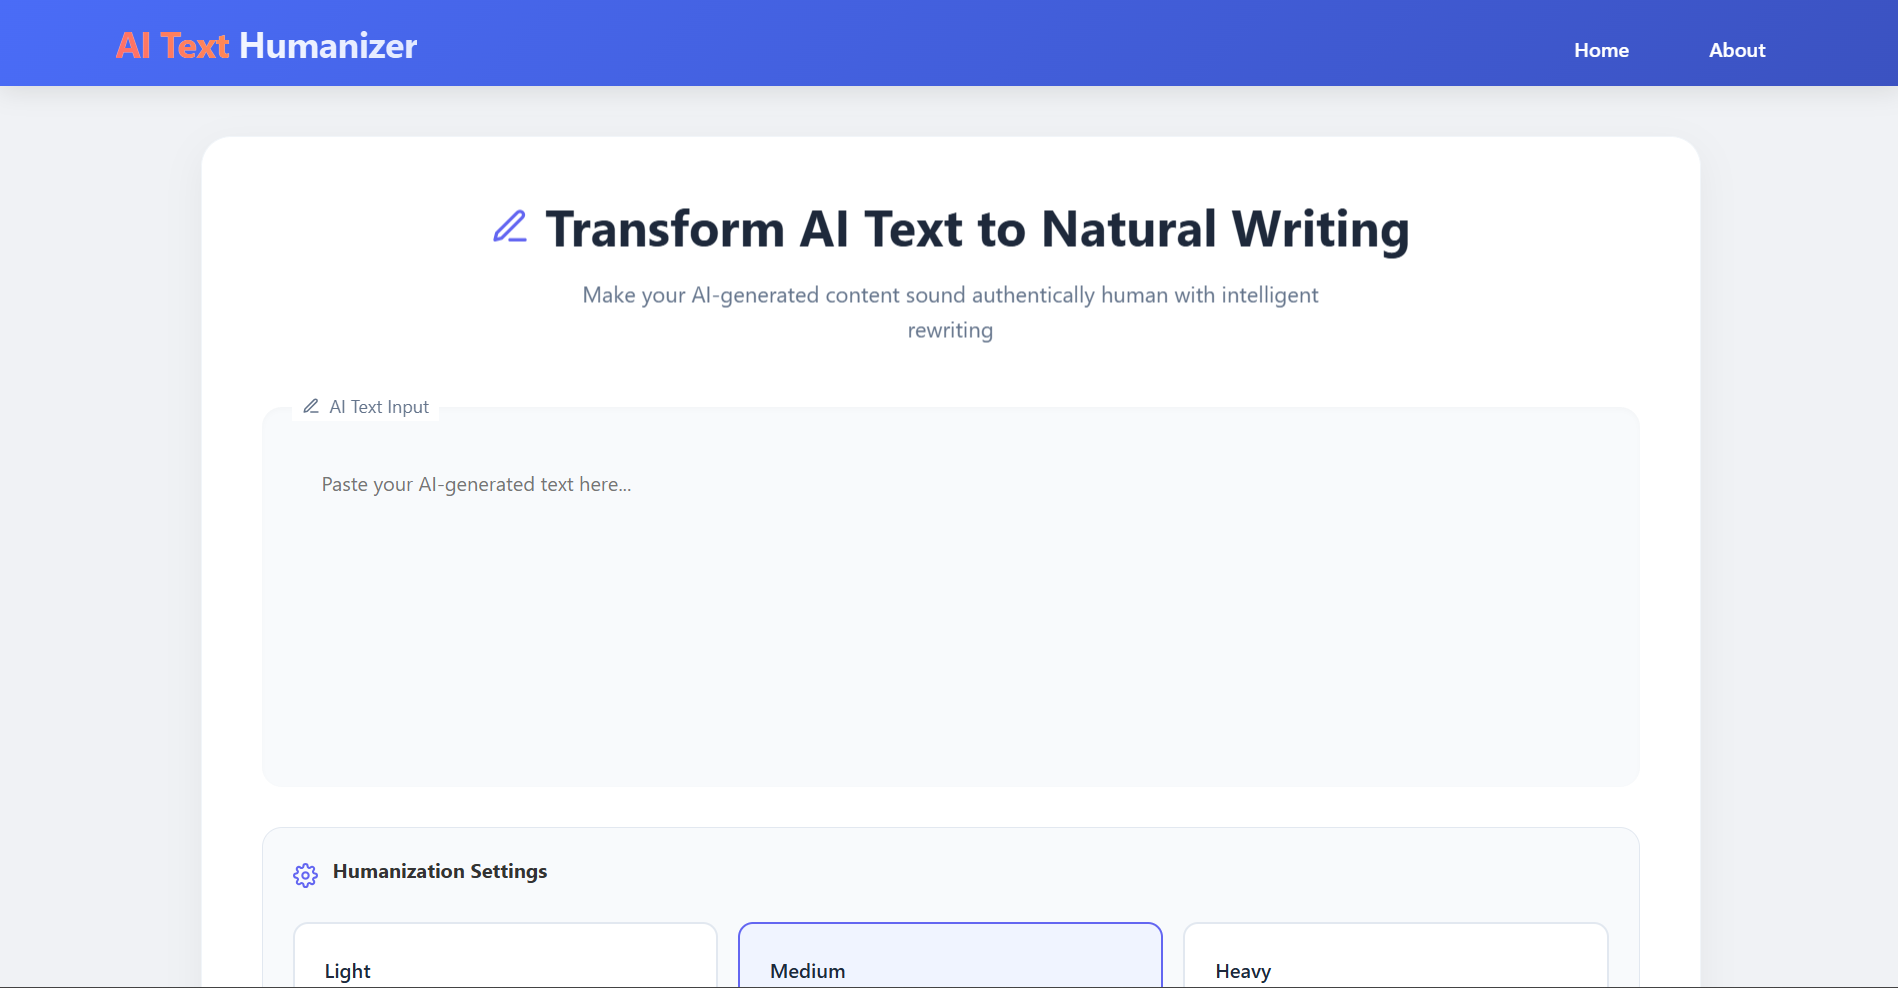 AI Text Humanizer
Home
About
Transform AI Text to Natural Writing
Make your AI-generated content sound authentically human with intelligent
rewriting
AI Text Input
Paste your AI-generated text here...
Humanization Settings
Light
Medium
Heavy